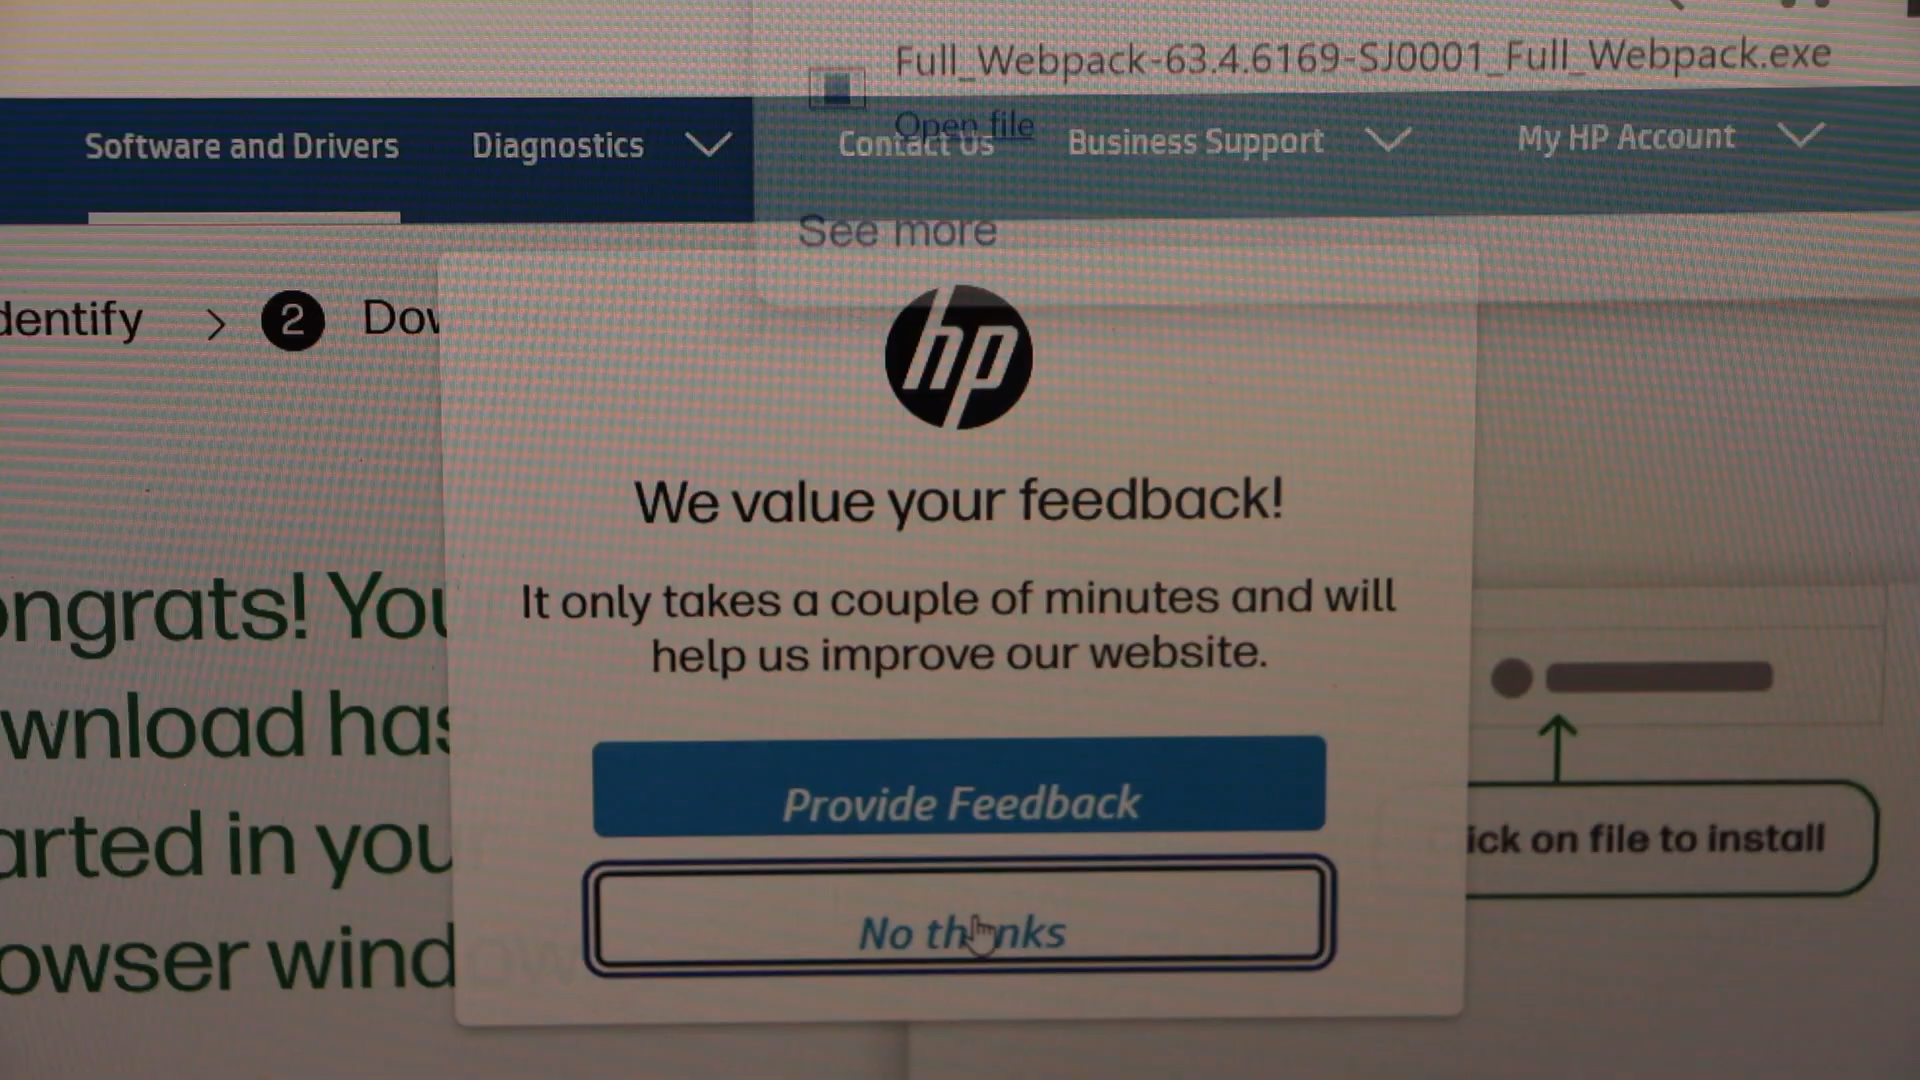 Full_Webpack-63.4.6169-SJ0001_Full_Webpack.exe
Open file
Software and Drivers
Diagnostics
Contact Us
Business Support
My HP Account
See more
dentify > 2 Dow
hp
We value your feedback!
It only takes a couple of minutes and will
help us improve our website.
Provide Feedback
No thanks
ongrats! You
wnload has
arted in you
owser window
ick on file to install